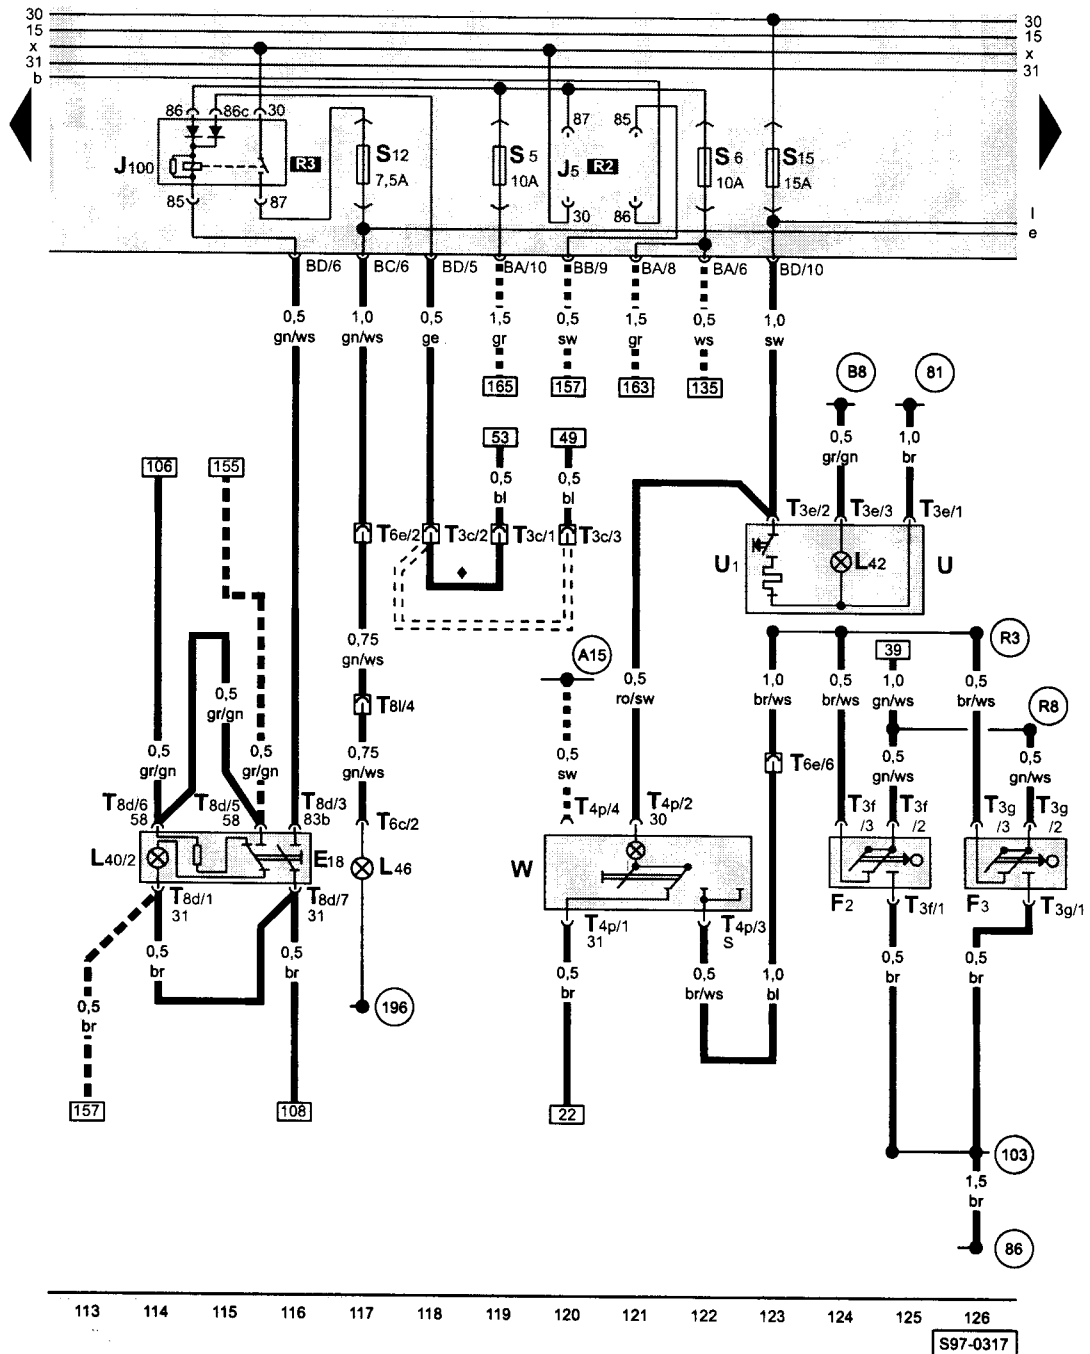 30 30
15 15
x x
31 31
b
86 86c 30
87 85
J100 R3
S12
7,5A
S5
10A
J5 R2
S6
10A
S15
15A
85 87
30 86
l
e
BD/6 BC/6 BD/5 BA/10 BB/9 BA/8 BA/6 BD/10
0,5 1,0 0,5 1,5 0,5 1,5 0,5 1,0
gn/ws gn/ws ge gr sw gr ws sw
165 157 163 135
B8 81
53 49
0,5 1,0
gr/gn br
106 155
0,5 0,5
bl bl
T3e/2 T3e/3 T3e/1
T6e/2 T3c/2 T3c/1 T3c/3
U1 L42 U
♦
0,75
gn/ws
A15
R3
39
0,5
ro/sw
1,0 0,5 1,0 0,5
br/ws br/ws gn/ws br/ws
0,5
gr/gn
T8l/4
R8
0,5 0,5 0,75 0,5 0,5 0,5
gr/gn gr/gn gn/ws sw gn/ws gn/ws
T6e/6
T8d/6 T8d/5 T8d/3
58 58 83b
T6c/2
T4p/4 T4p/2
30
T3f/3 T3f/2 T3g/3 T3g/2
L40/2 E18 L46
W
T8d/1 T8d/7
31 31
F2 T3f/1 F3 T3g/1
T4p/1 T4p/3
31 S
0,5 0,5
br br
0,5 0,5 1,0 0,5 0,5
br br/ws bl br br
0,5
br
196
157 108 22
103
1,5
br
86
113 114 115 116 117 118 119 120 121 122 123 124 125 126
S97-0317